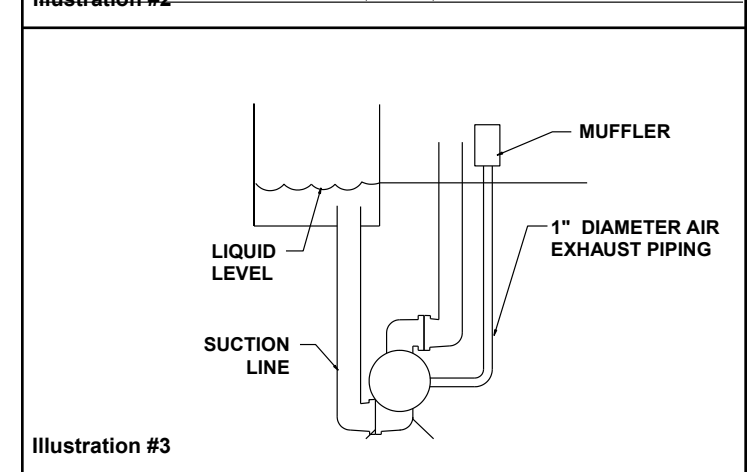 Illustration #2
MUFFLER
1" DIAMETER AIR
EXHAUST PIPING
LIQUID
LEVEL
SUCTION
LINE
Illustration #3